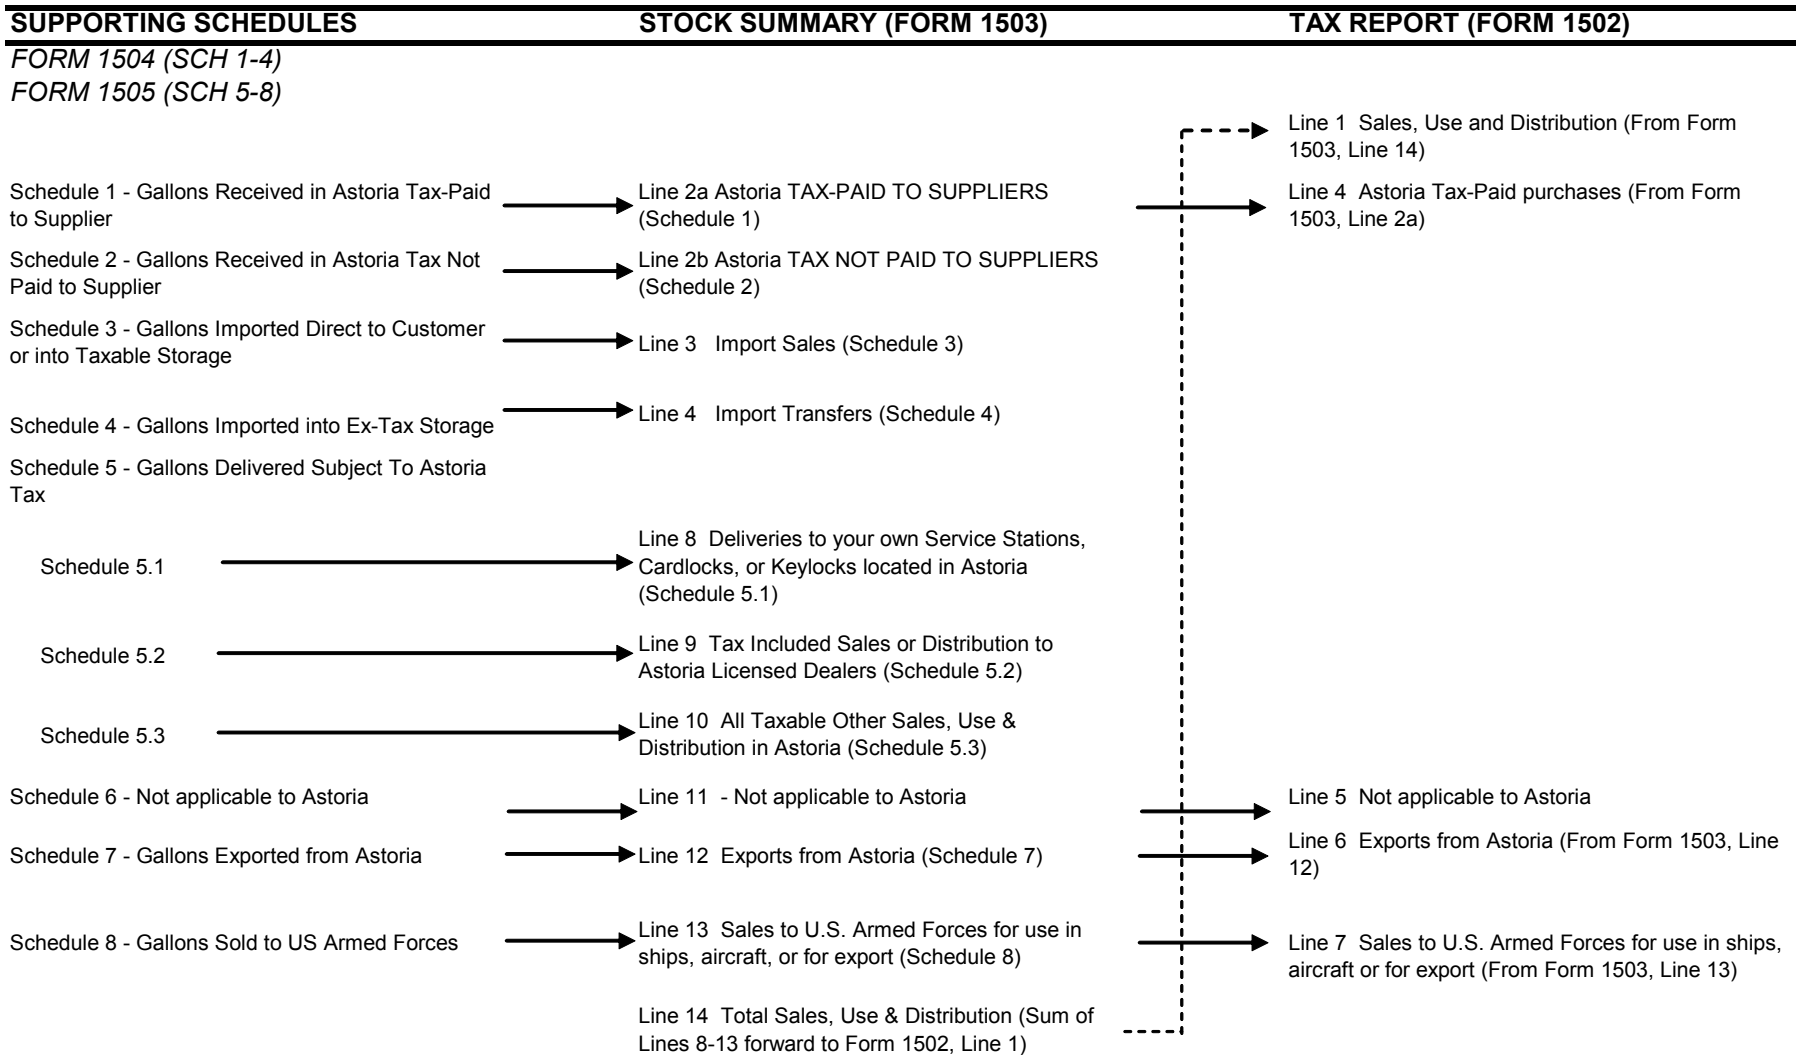 SUPPORTING SCHEDULES
STOCK SUMMARY (FORM 1503)
TAX REPORT (FORM 1502)
FORM 1504 (SCH 1-4)
FORM 1505 (SCH 5-8)
Line 1  Sales, Use and Distribution (From Form
1503, Line 14)
Schedule 1 - Gallons Received in Astoria Tax-Paid
to Supplier
Line 2a Astoria TAX-PAID TO SUPPLIERS
(Schedule 1)
Line 4  Astoria Tax-Paid purchases (From Form
1503, Line 2a)
Schedule 2 - Gallons Received in Astoria Tax Not
Paid to Supplier
Line 2b Astoria TAX NOT PAID TO SUPPLIERS
(Schedule 2)
Schedule 3 - Gallons Imported Direct to Customer
or into Taxable Storage
Line 3   Import Sales (Schedule 3)
Schedule 4 - Gallons Imported into Ex-Tax Storage
Line 4   Import Transfers (Schedule 4)
Schedule 5 - Gallons Delivered Subject To Astoria
Tax
Schedule 5.1
Line 8  Deliveries to your own Service Stations,
Cardlocks, or Keylocks located in Astoria
(Schedule 5.1)
Schedule 5.2
Line 9  Tax Included Sales or Distribution to
Astoria Licensed Dealers (Schedule 5.2)
Schedule 5.3
Line 10  All Taxable Other Sales, Use &
Distribution in Astoria (Schedule 5.3)
Schedule 6 - Not applicable to Astoria
Line 11  - Not applicable to Astoria
Line 5  Not applicable to Astoria
Schedule 7 - Gallons Exported from Astoria
Line 12  Exports from Astoria (Schedule 7)
Line 6  Exports from Astoria (From Form 1503, Line
12)
Schedule 8 - Gallons Sold to US Armed Forces
Line 13  Sales to U.S. Armed Forces for use in
ships, aircraft, or for export (Schedule 8)
Line 7  Sales to U.S. Armed Forces for use in ships,
aircraft or for export (From Form 1503, Line 13)
Line 14  Total Sales, Use & Distribution (Sum of
Lines 8-13 forward to Form 1502, Line 1)